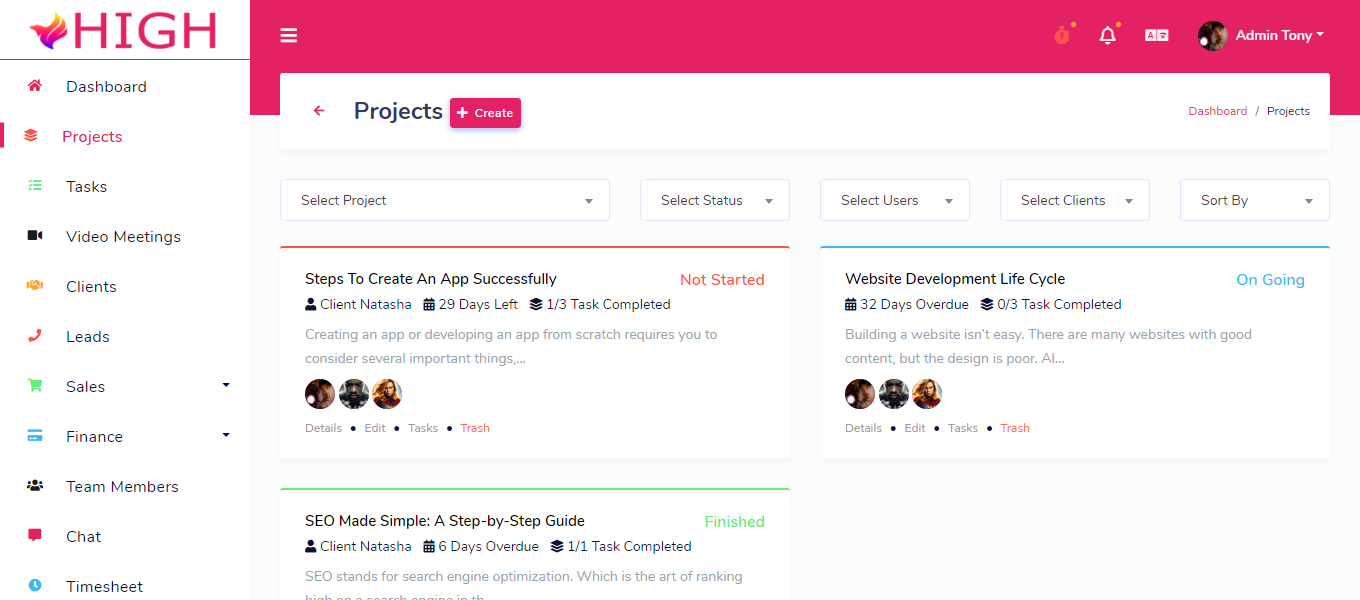 HIGH
Admin Tony
Dashboard
Projects
Tasks
Video Meetings
Clients
Leads
Sales
Finance
Team Members
Chat
Timesheet
Projects
+ Create
Dashboard / Projects
Select Project
Select Status
Select Users
Select Clients
Sort By
Steps To Create An App Successfully
Not Started
Client Natasha 29 Days Left 1/3 Task Completed
Creating an app or developing an app from scratch requires you to
consider several important things,...
Details • Edit • Tasks • Trash
Website Development Life Cycle
On Going
32 Days Overdue 0/3 Task Completed
Building a website isn't easy. There are many websites with good
content, but the design is poor. Al...
Details • Edit • Tasks • Trash
SEO Made Simple: A Step-by-Step Guide
Finished
Client Natasha 6 Days Overdue 1/1 Task Completed
SEO stands for search engine optimization. Which is the art of ranking
high on a search engine in th...